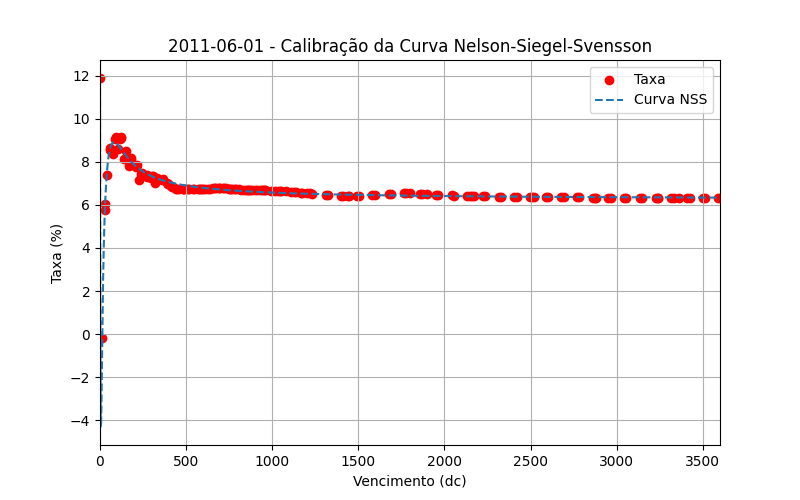 2011-06-01 - Calibração da Curva Nelson-Siegel-Svensson
Taxa
Curva NSS
Taxa (%)
12
10
8
6
4
2
0
−2
−4
0 500 1000 1500 2000 2500 3000 3500
Vencimento (dc)